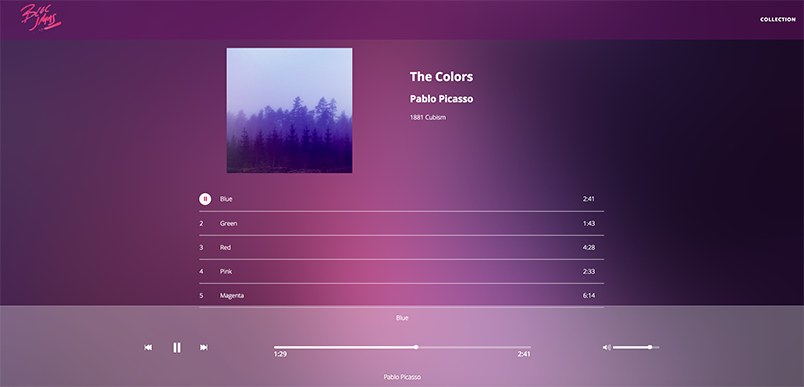 Bloc
Jams
COLLECTION
The Colors
Pablo Picasso
1881 Cubism
Blue 2:41
2 Green 1:43
3 Red 4:28
4 Pink 2:33
5 Magenta 6:14
Blue
1:29 2:41
Pablo Picasso